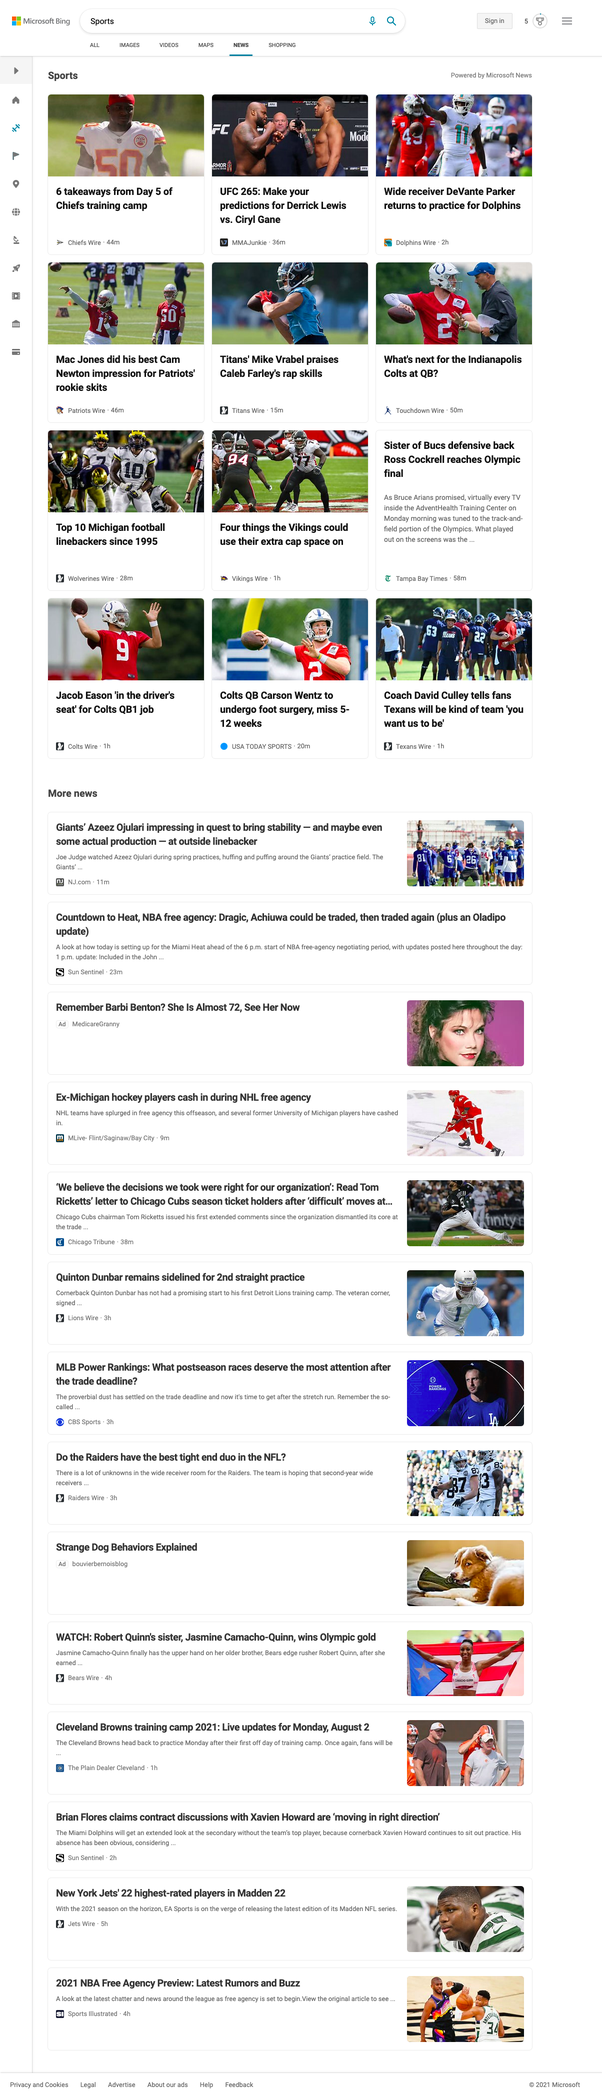 Microsoft Bing
Sports
Sign in
5
ALL IMAGES VIDEOS MAPS NEWS SHOPPING
Sports
Powered by Microsoft News
6 takeaways from Day 5 of
Chiefs training camp
Chiefs Wire · 44m
UFC 265: Make your
predictions for Derrick Lewis
vs. Ciryl Gane
MMAJunkie · 36m
Wide receiver DeVante Parker
returns to practice for Dolphins
Dolphins Wire · 2h
Mac Jones did his best Cam
Newton impression for Patriots'
rookie skits
Patriots Wire · 46m
Titans' Mike Vrabel praises
Caleb Farley's rap skills
Titans Wire · 15m
What's next for the Indianapolis
Colts at QB?
Touchdown Wire · 50m
Top 10 Michigan football
linebackers since 1995
Wolverines Wire · 28m
Four things the Vikings could
use their extra cap space on
Vikings Wire · 1h
Sister of Bucs defensive back
Ross Cockrell reaches Olympic
final
As Bruce Arians promised, virtually every TV
inside the AdventHealth Training Center on
Monday morning was tuned to the track-and-
field portion of the Olympics. What played
out on the screens was the ...
Tampa Bay Times · 58m
Jacob Eason 'in the driver's
seat' for Colts QB1 job
Colts Wire · 1h
Colts QB Carson Wentz to
undergo foot surgery, miss 5-
12 weeks
USA TODAY SPORTS · 20m
Coach David Culley tells fans
Texans will be kind of team 'you
want us to be'
Texans Wire · 1h
More news
Giants' Azeez Ojulari impressing in quest to bring stability — and maybe even
some actual production — at outside linebacker
Joe Judge watched Azeez Ojulari during spring practices, huffing and puffing around the Giants' practice field. The
Giants' ...
NJ.com · 11m
Countdown to Heat, NBA free agency: Dragic, Achiuwa could be traded, then traded again (plus an Oladipo
update)
A look at how today is setting up for the Miami Heat ahead of the 6 p.m. start of NBA free-agency negotiating period, with updates posted here throughout the day:
1 p.m. update: Included in the John ...
Sun Sentinel · 23m
Remember Barbi Benton? She Is Almost 72, See Her Now
Ad MedicareGranny
Ex-Michigan hockey players cash in during NHL free agency
NHL teams have splurged in free agency this offseason, and several former University of Michigan players have cashed
in.
MLive- Flint/Saginaw/Bay City · 9m
'We believe the decisions we took were right for our organization': Read Tom
Ricketts' letter to Chicago Cubs season ticket holders after 'difficult' moves at...
Chicago Cubs chairman Tom Ricketts issued his first extended comments since the organization dismantled its core at
the trade ...
Chicago Tribune · 38m
Quinton Dunbar remains sidelined for 2nd straight practice
Cornerback Quinton Dunbar has not had a promising start to his first Detroit Lions training camp. The veteran corner,
signed ...
Lions Wire · 3h
MLB Power Rankings: What postseason races deserve the most attention after
the trade deadline?
The proverbial dust has settled on the trade deadline and now it's time to get after the stretch run. Remember the so-
called ...
CBS Sports · 3h
Do the Raiders have the best tight end duo in the NFL?
There is a lot of unknowns in the wide receiver room for the Raiders. The team is hoping that second-year wide
receivers ...
Raiders Wire · 3h
Strange Dog Behaviors Explained
Ad bouvierbernoisblog
WATCH: Robert Quinn's sister, Jasmine Camacho-Quinn, wins Olympic gold
Jasmine Camacho-Quinn finally has the upper hand on her older brother, Bears edge rusher Robert Quinn, after she
earned ...
Bears Wire · 4h
Cleveland Browns training camp 2021: Live updates for Monday, August 2
The Cleveland Browns head back to practice Monday after their first off day of training camp. Once again, fans will be
...
The Plain Dealer Cleveland · 1h
Brian Flores claims contract discussions with Xavien Howard are 'moving in right direction'
The Miami Dolphins will get an extended look at the secondary without the team's top player, because cornerback Xavien Howard continues to sit out practice. His
absence has been obvious, considering ...
Sun Sentinel · 2h
New York Jets' 22 highest-rated players in Madden 22
With the 2021 season on the horizon, EA Sports is on the verge of releasing the latest edition of its Madden NFL series.
Jets Wire · 5h
2021 NBA Free Agency Preview: Latest Rumors and Buzz
A look at the latest chatter and news around the league as free agency is set to begin.View the original article to see ...
Sports Illustrated · 4h
Privacy and Cookies Legal Advertise About our ads Help Feedback
© 2021 Microsoft